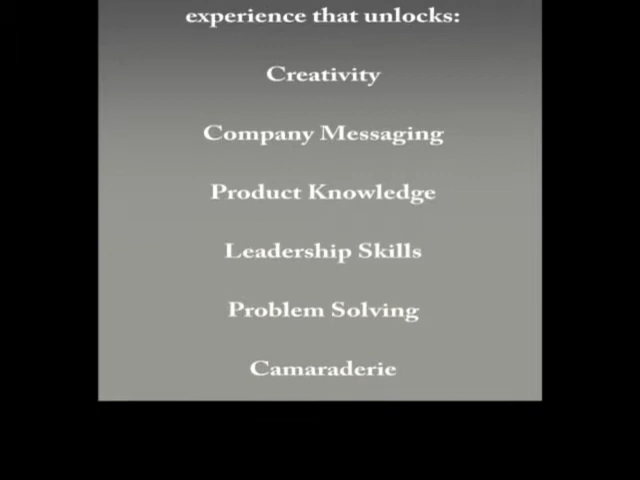 experience that unlocks:
Creativity
Company Messaging
Product Knowledge
Leadership Skills
Problem Solving
Camaraderie